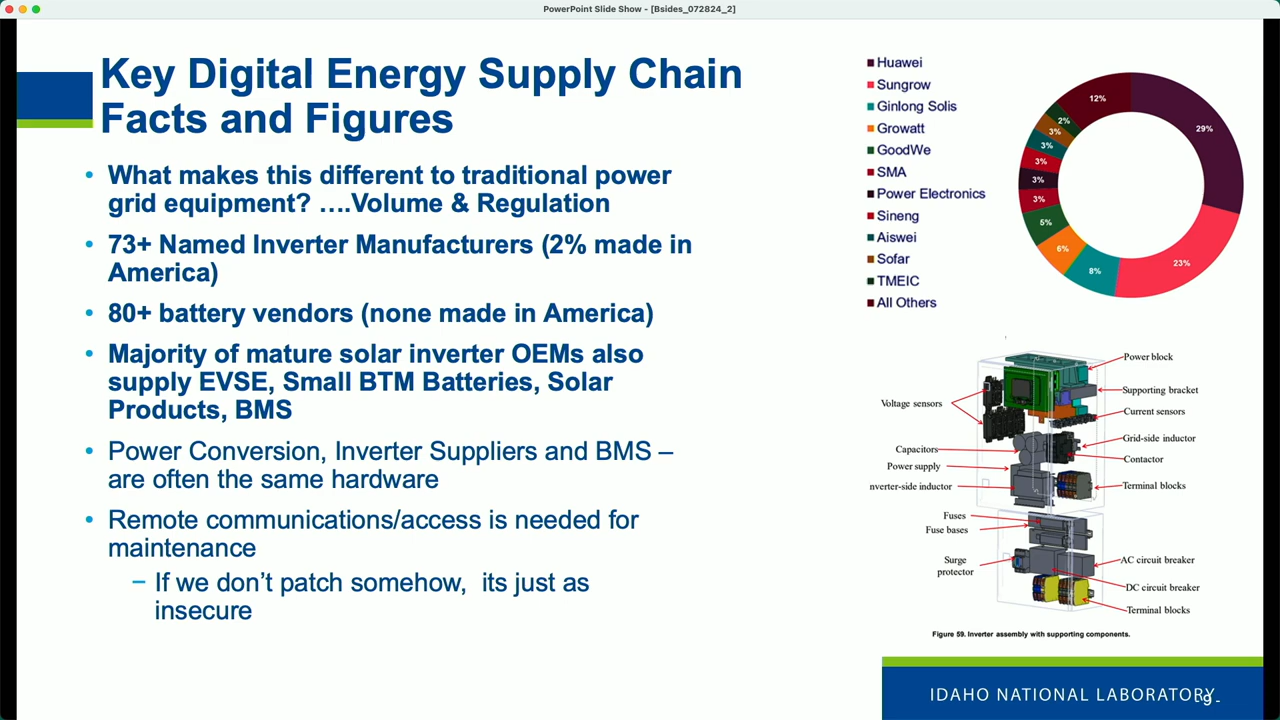 PowerPoint Slide Show - [Bsides_072824_2]
Key Digital Energy Supply Chain
Facts and Figures
• What makes this different to traditional power
grid equipment? ....Volume & Regulation
• 73+ Named Inverter Manufacturers (2% made in
America)
• 80+ battery vendors (none made in America)
• Majority of mature solar inverter OEMs also
supply EVSE, Small BTM Batteries, Solar
Products, BMS
• Power Conversion, Inverter Suppliers and BMS –
are often the same hardware
• Remote communications/access is needed for
maintenance
– If we don't patch somehow,  its just as
insecure
Huawei
Sungrow
Ginlong Solis
Growatt
GoodWe
SMA
Power Electronics
Sineng
Aiswei
Sofar
TMEIC
All Others
29%
23%
8%
6%
5%
3%
3%
3%
3%
3%
2%
12%
Power block
Supporting bracket
Voltage sensors
Current sensors
Grid-side inductor
Capacitors
Contactor
Power supply
nverter-side inductor
Terminal blocks
Fuses
Fuse bases
Surge
protector
AC circuit breaker
DC circuit breaker
Terminal blocks
Figure 59. Inverter assembly with supporting components.
IDAHO NATIONAL LABORATORY